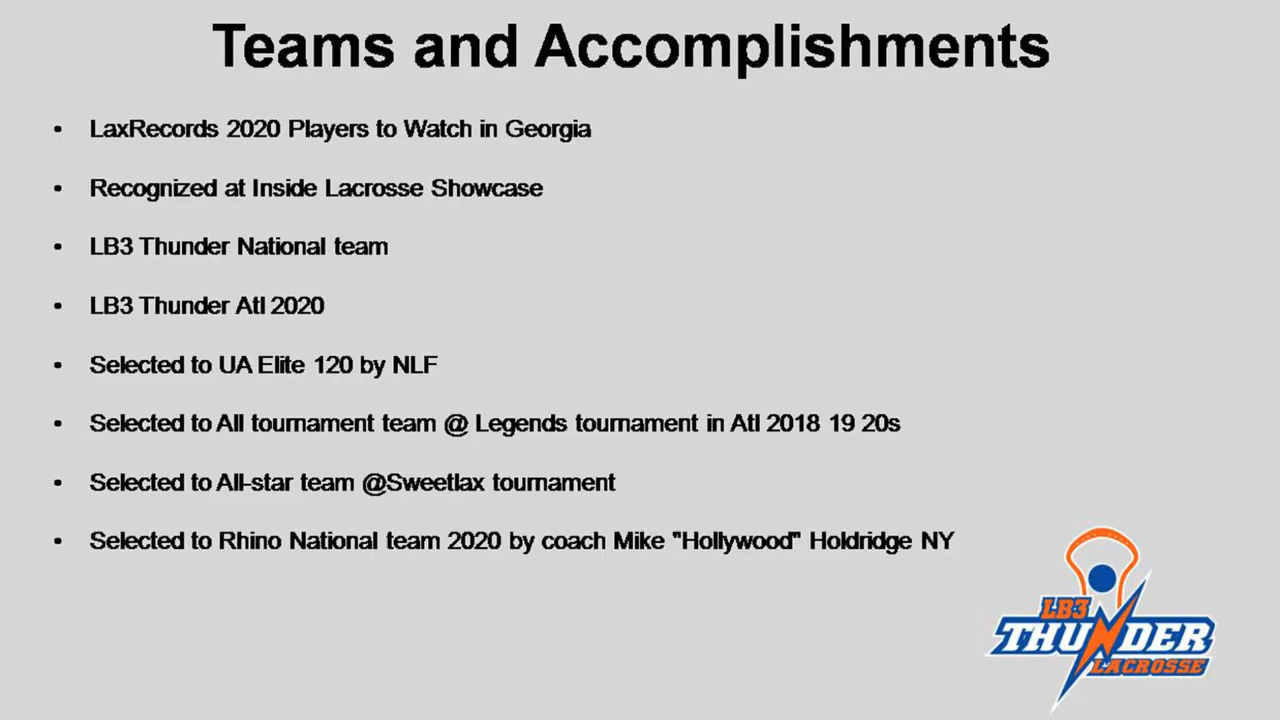 Teams and Accomplishments
• LaxRecords 2020 Players to Watch in Georgia
• Recognized at Inside Lacrosse Showcase
• LB3 Thunder National team
• LB3 Thunder Atl 2020
• Selected to UA Elite 120 by NLF
• Selected to All tournament team @ Legends tournament in Atl 2018 19 20s
• Selected to All-star team @Sweetlax tournament
• Selected to Rhino National team 2020 by coach Mike "Hollywood" Holdridge NY
LB3
THUNDER
LACROSSE